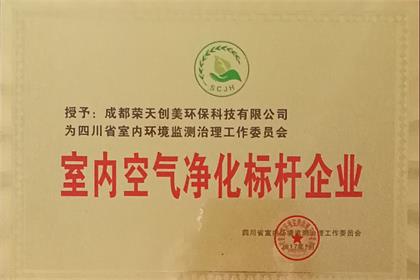 SCJH
授予：成都荣天创美环保科技有限公司
为四川省室内环境监测治理工作委员会
室内空气净化标杆企业
四川省室内环境监测治理工作委员会